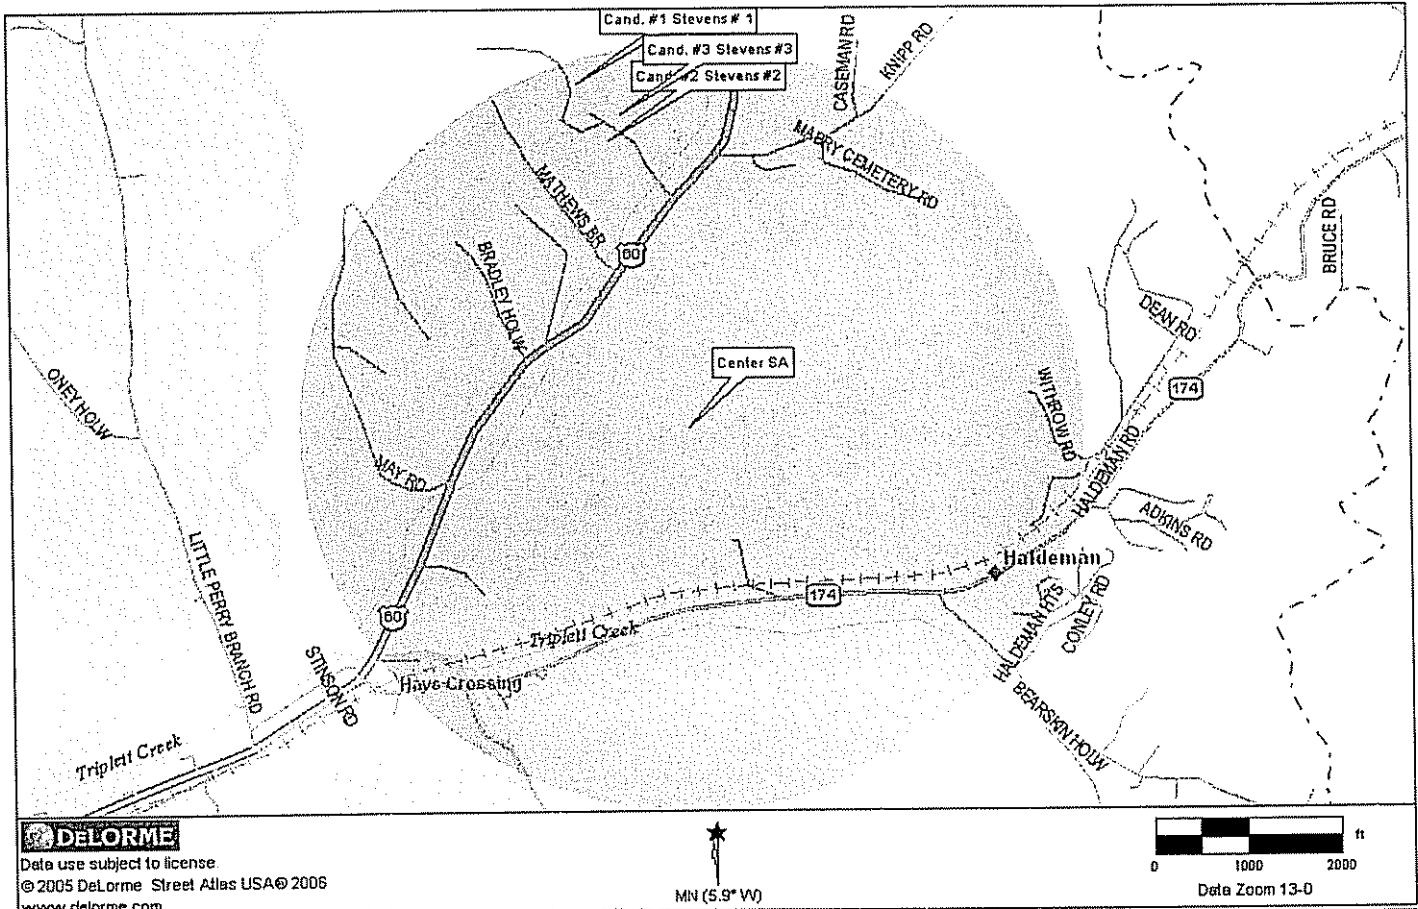 Cand. #1 Stevens # 1
Cand. #3 Stevens #3
Cand. #2 Stevens #2
CASEMAN RD
KNIPP RD
MABRY CEMETERY RD
MATHEWS BR
BRADLEY HOLW
60
BRUCE RD
DEAN RD
Center SA
174
WITHROW RD
ONEY HOLW
MAY RD
HALDEMAN RD
ADKINS RD
LITTLE PERRY BRANCH RD
Haldeman
174
60
HALDEMAN HTS
CONLEY RD
Triplett Creek
STINSON RD
Hays Crossing
BEARSKIN HOLW
Triplett Creek
DELORME
Data use subject to license.
© 2005 DeLorme Street Atlas USA® 2006
www.delorme.com
MN (5.9° W)
ft
0 1000 2000
Data Zoom 13-0